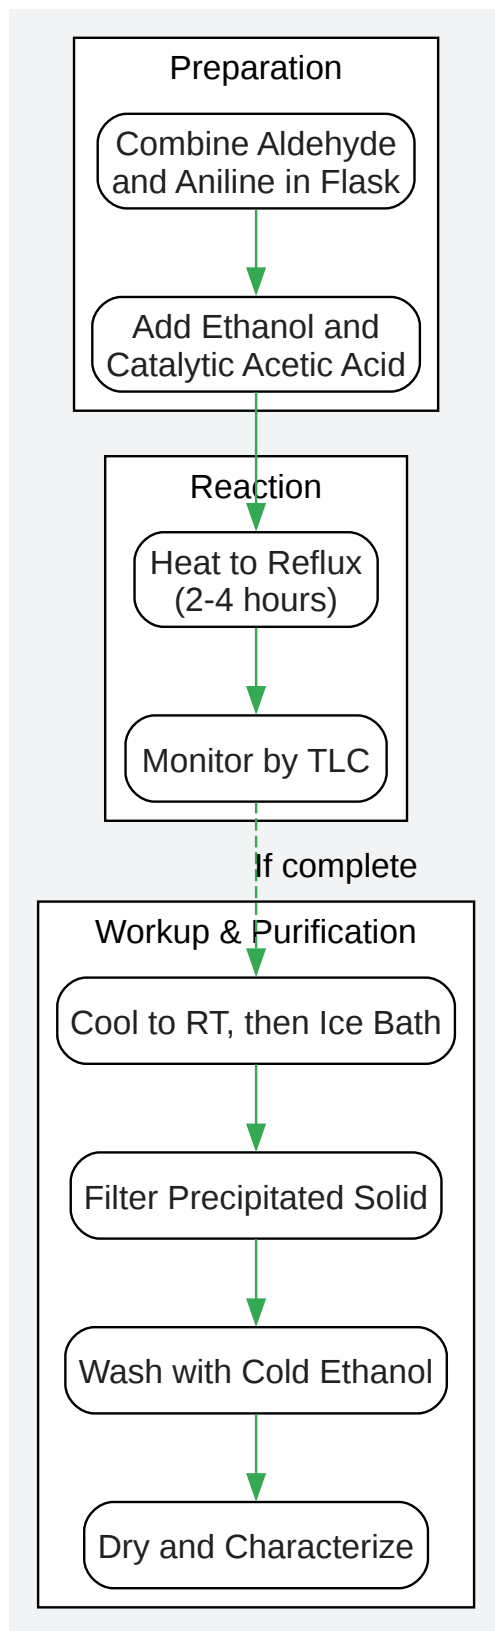 Preparation
Combine Aldehyde
and Aniline in Flask
Add Ethanol and
Catalytic Acetic Acid
Reaction
Heat to Reflux
(2-4 hours)
Monitor by TLC
If complete
Workup & Purification
Cool to RT, then Ice Bath
Filter Precipitated Solid
Wash with Cold Ethanol
Dry and Characterize